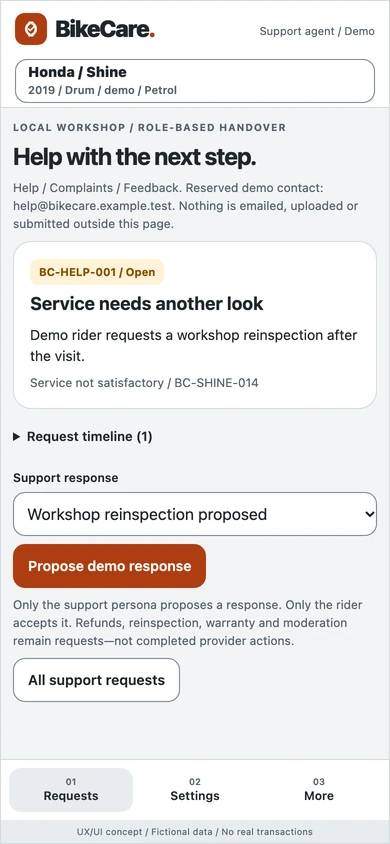 BikeCare.
Support agent / Demo
Honda / Shine
2019 / Drum / demo / Petrol
LOCAL WORKSHOP / ROLE-BASED HANDOVER
Help with the next step.
Help / Complaints / Feedback. Reserved demo contact:
help@bikecare.example.test. Nothing is emailed, uploaded or
submitted outside this page.
BC-HELP-001 / Open
Service needs another look
Demo rider requests a workshop reinspection after
the visit.
Service not satisfactory / BC-SHINE-014
Request timeline (1)
Support response
Workshop reinspection proposed
Propose demo response
Only the support persona proposes a response. Only the rider
accepts it. Refunds, reinspection, warranty and moderation
remain requests—not completed provider actions.
All support requests
01
Requests
02
Settings
03
More
UX/UI concept / Fictional data / No real transactions